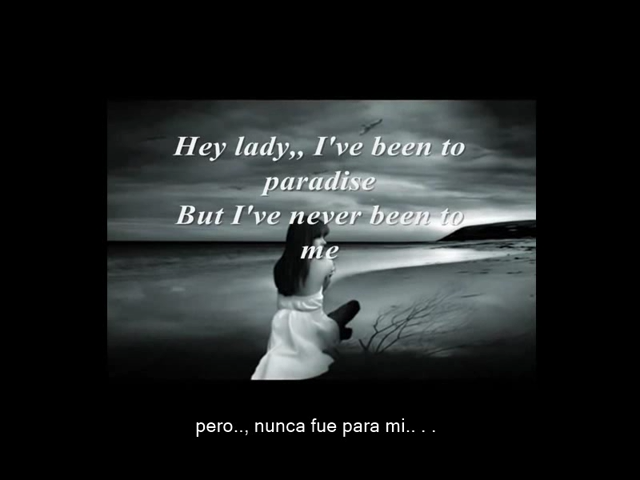 Hey lady,, I've been to
paradise
But I've never been to
me
pero.., nunca fue para mi.. . .